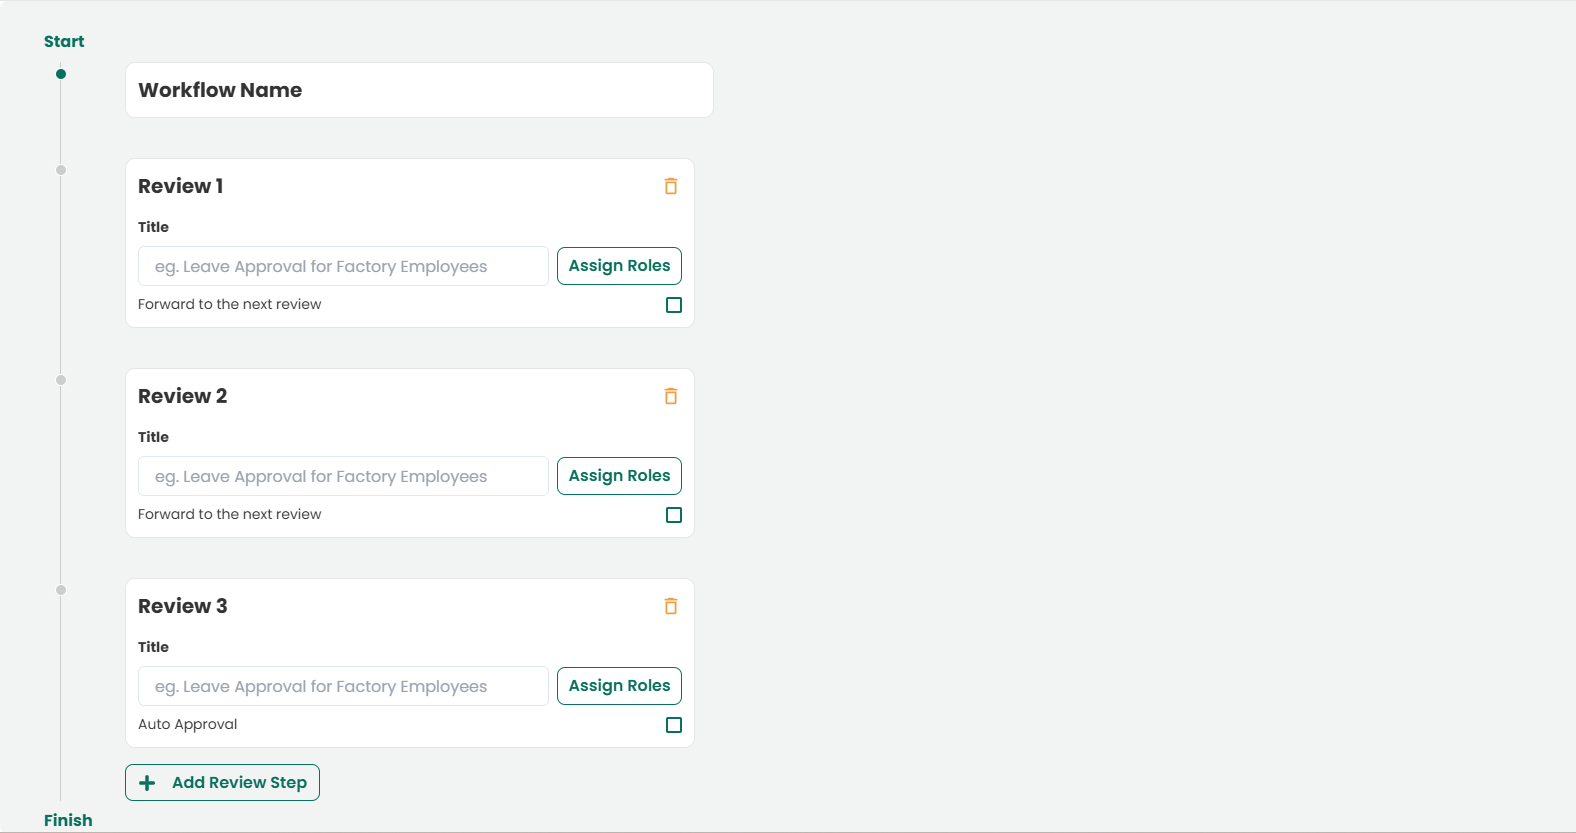 Start
Workflow Name
Review 1
Title
eg. Leave Approval for Factory Employees
Assign Roles
Forward to the next review
Review 2
Title
eg. Leave Approval for Factory Employees
Assign Roles
Forward to the next review
Review 3
Title
eg. Leave Approval for Factory Employees
Assign Roles
Auto Approval
Add Review Step
Finish